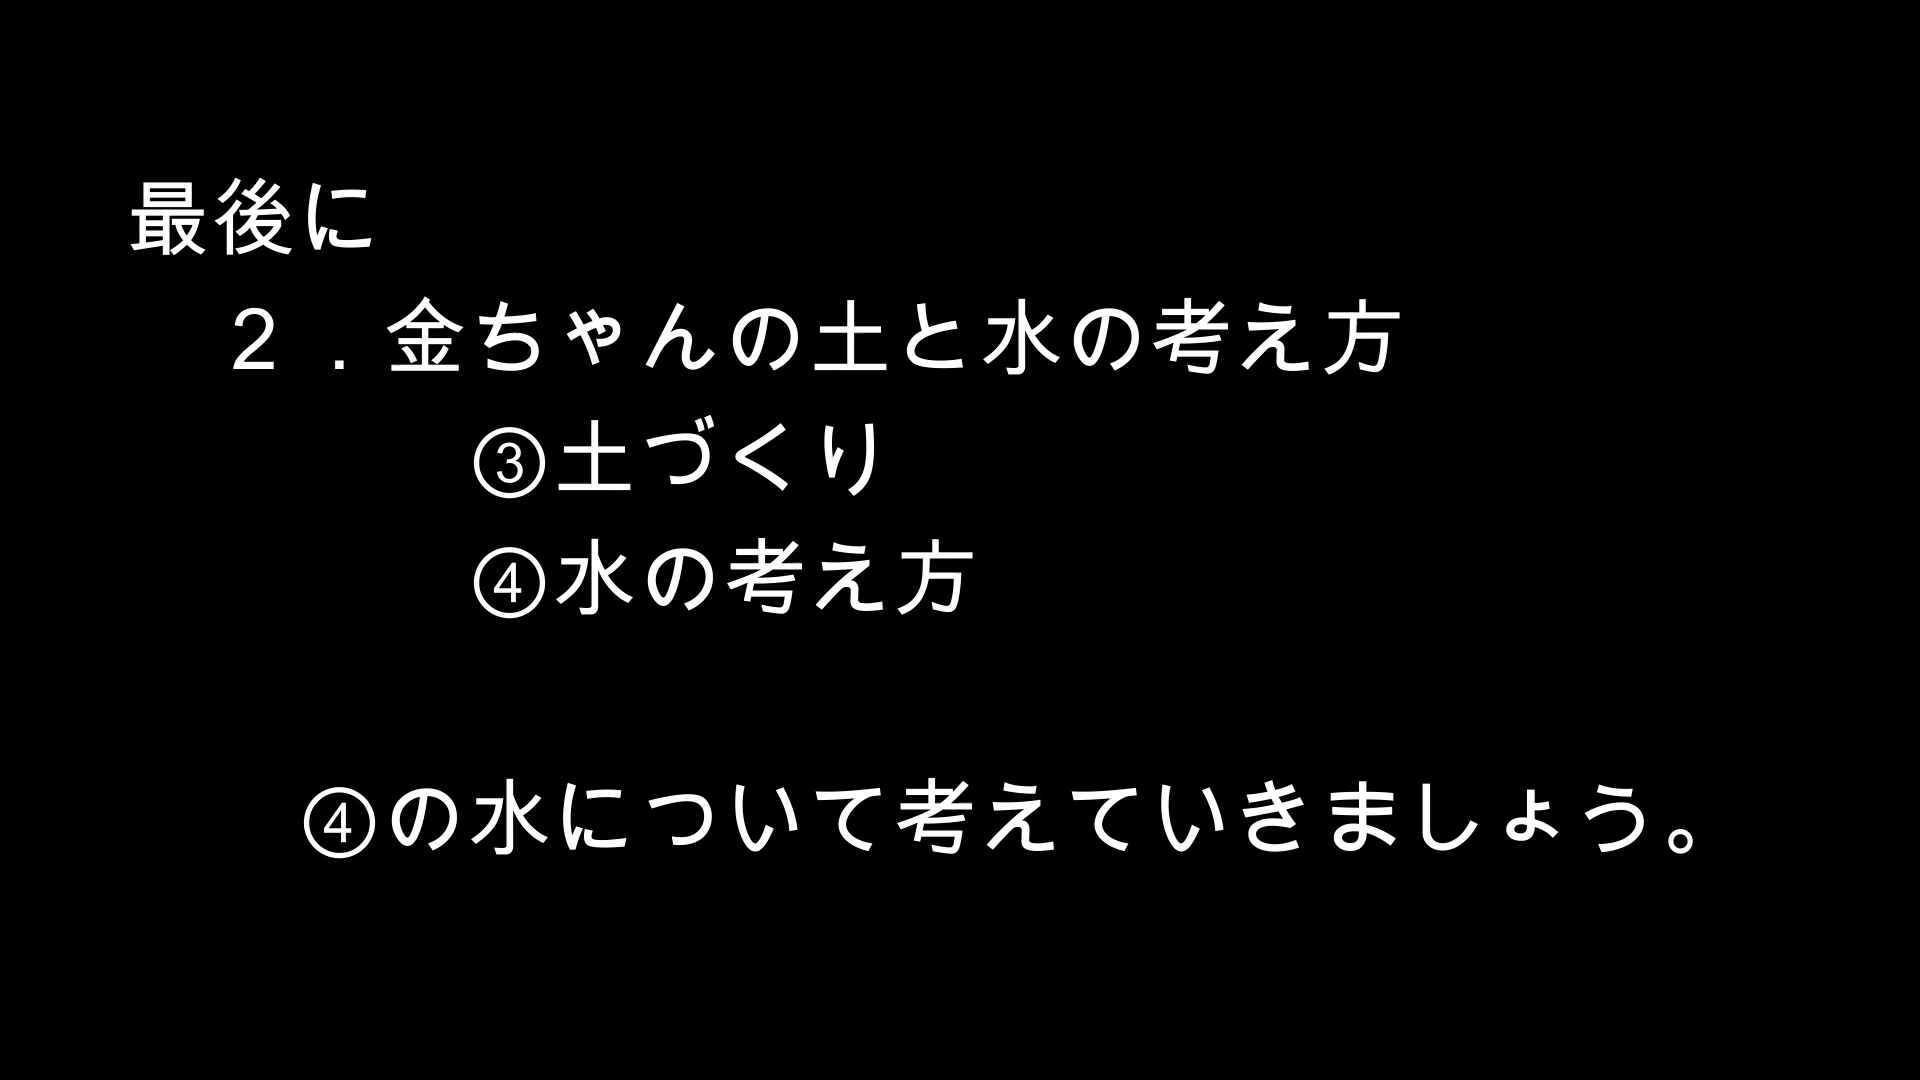 最後に
２．金ちゃんの土と水の考え方
③土づくり
④水の考え方
④の水について考えていきましょう。